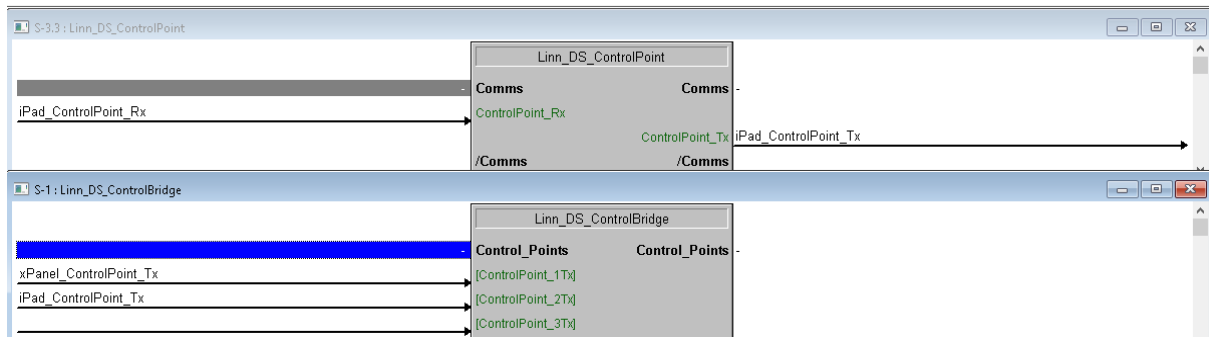 S-3.3 : Linn_DS_ControlPoint
Linn_DS_ControlPoint
- Comms Comms -
iPad_ControlPoint_Rx ControlPoint_Rx
ControlPoint_Tx iPad_ControlPoint_Tx
/Comms /Comms
S-1 : Linn_DS_ControlBridge
Linn_DS_ControlBridge
- Control_Points Control_Points -
xPanel_ControlPoint_Tx [ControlPoint_1Tx]
iPad_ControlPoint_Tx [ControlPoint_2Tx]
[ControlPoint_3Tx]